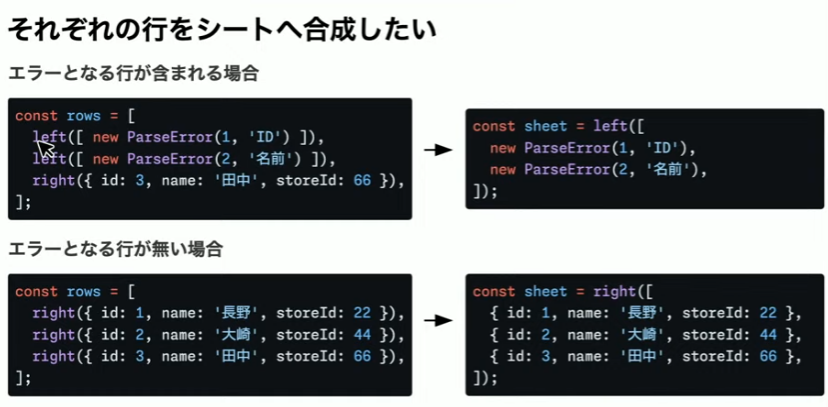 それぞれの行をシートへ合成したい
エラーとなる行が含まれる場合
const rows = [
left([ new ParseError(1, 'ID') ]),
left([ new ParseError(2, '名前') ]),
right({ id: 3, name: '田中', storeId: 66 }),
];
const sheet = left([
new ParseError(1, 'ID'),
new ParseError(2, '名前'),
]);
エラーとなる行が無い場合
const rows = [
right({ id: 1, name: '長野', storeId: 22 }),
right({ id: 2, name: '大崎', storeId: 44 }),
right({ id: 3, name: '田中', storeId: 66 }),
];
const sheet = right([
{ id: 1, name: '長野', storeId: 22 },
{ id: 2, name: '大崎', storeId: 44 },
{ id: 3, name: '田中', storeId: 66 },
]);